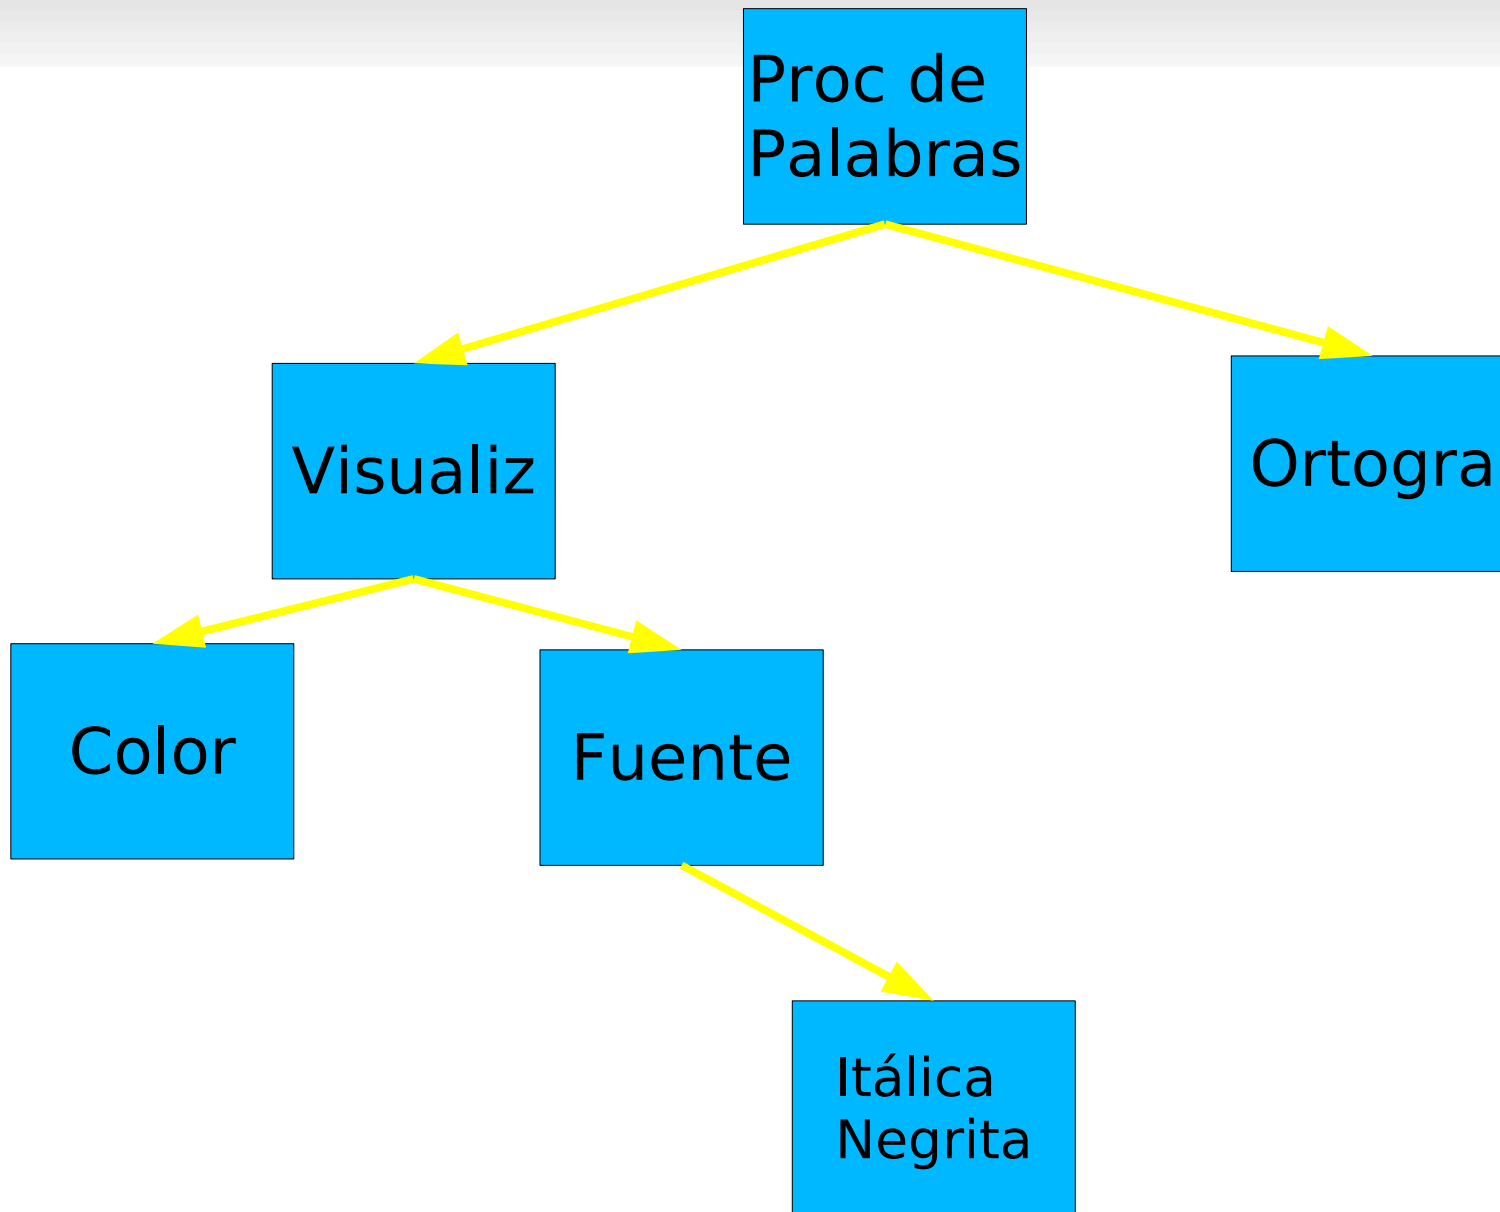 Proc de
Palabras
Visualiz
Ortogra
Color
Fuente
Itálica
Negrita